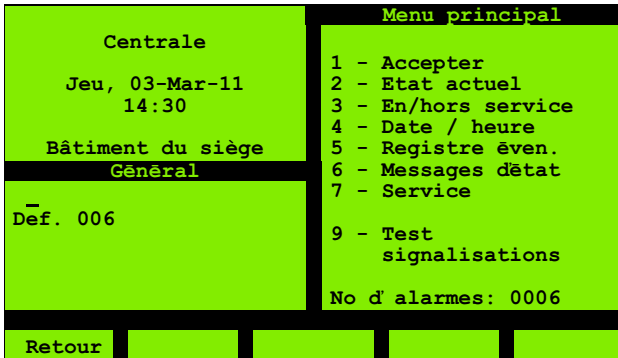 Centrale
Jeu, 03-Mar-11
14:30
Bâtiment du siège
Gēnēral
Def. 006
Menu principal
1 - Accepter
2 - Etat actuel
3 - En/hors service
4 - Date / heure
5 - Registre ēven.
6 - Messages d'ētat
7 - Service
9 - Test
signalisations
No d' alarmes: 0006
Retour